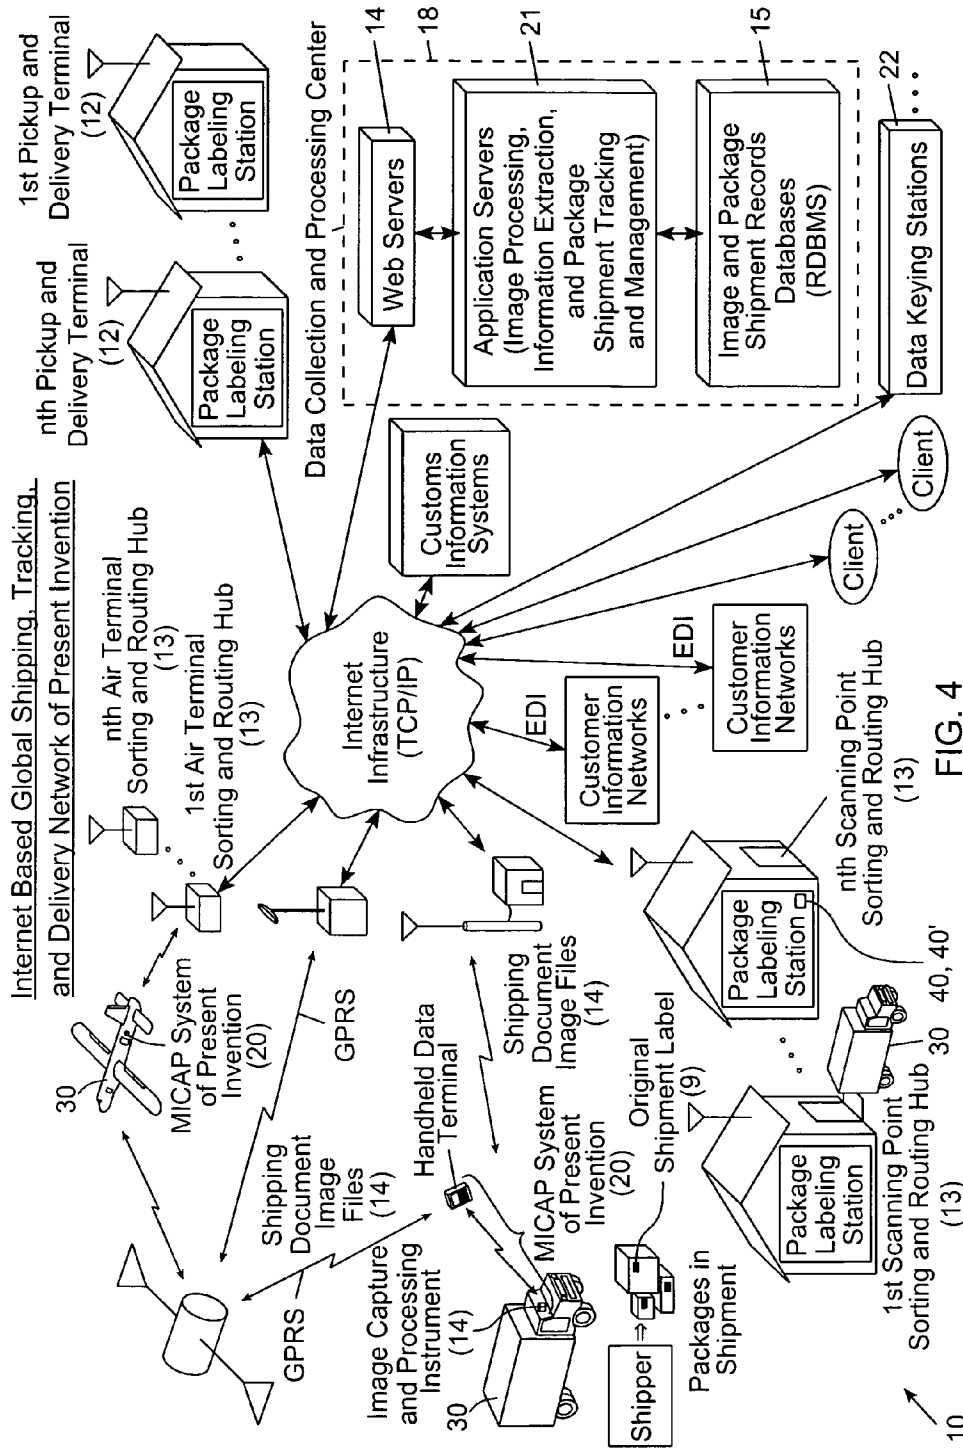 Internet Based Global Shipping, Tracking,
and Delivery Network of Present Invention
1st Pickup and
Delivery Terminal
(12)
Package
Labeling
Station
nth Pickup and
Delivery Terminal
(12)
Package
Labeling
Station
nth Air Terminal
Sorting and Routing Hub
(13)
1st Air Terminal
Sorting and Routing Hub
(13)
30
MICAP System
of Present
Invention
(20)
GPRS
Shipping
Document
Image
Files
(14)
GPRS
Handheld Data
Terminal
Image Capture
and Processing
Instrument
(14)
30
MICAP System
of Present
Invention
(20)
Shipping
Document
Image Files
(14)
Original
Shipment Label
(9)
Shipper ⇒
Packages in
Shipment
Internet
Infrastructure
(TCP/IP)
Data Collection and Processing Center
Web Servers
14
18
Application Servers
(Image Processing,
Information Extraction,
and Package
Shipment Tracking
and Management)
21
Image and Package
Shipment Records
Databases
(RDBMS)
15
Data Keying Stations
22
Customs
Information
Systems
Client
Client
EDI
Customer
Information
Networks
EDI
Customer
Information
Networks
Package
Labeling
Station
1st Scanning Point
Sorting and Routing Hub
(13)
30
Package
Labeling
Station
40, 40'
nth Scanning Point
Sorting and Routing Hub
(13)
10
FIG. 4